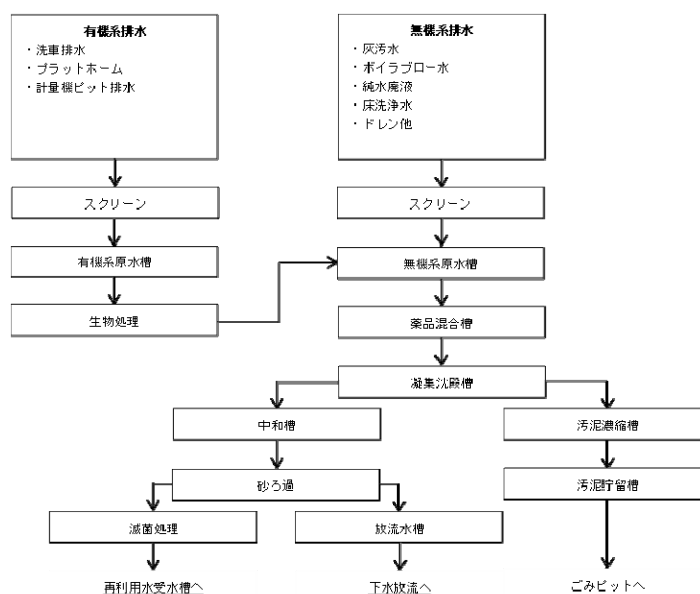 有機系排水
・洗車排水
・プラットホーム
・計量機ピット排水
無機系排水
・灰汚水
・ボイラブロー水
・純水廃液
・床洗浄水
・ドレン他
スクリーン
スクリーン
有機系原水槽
無機系原水槽
生物処理
薬品混合槽
凝集沈殿槽
中和槽
汚泥濃縮槽
砂ろ過
汚泥貯留槽
滅菌処理
放流水槽
再利用水受水槽へ
下水放流へ
ごみピットへ